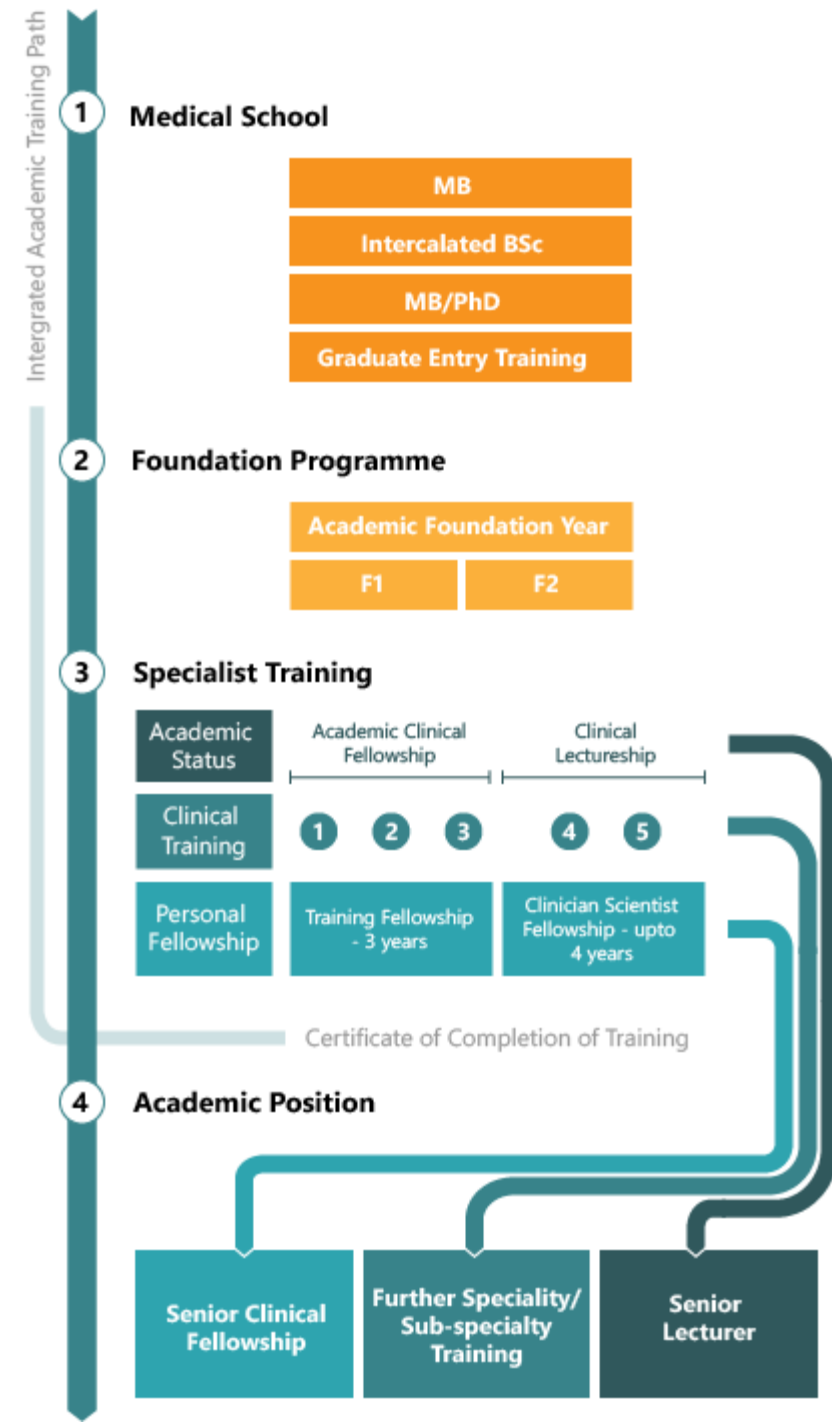 Intergrated Academic Training Path
1
Medical School
MB
Intercalated BSc
MB/PhD
Graduate Entry Training
2
Foundation Programme
Academic Foundation Year
F1
F2
3
Specialist Training
Academic
Status
Academic Clinical
Fellowship
Clinical
Lectureship
Clinical
Training
1
2
3
4
5
Personal
Fellowship
Training Fellowship
- 3 years
Clinician Scientist
Fellowship - upto
4 years
Certificate of Completion of Training
4
Academic Position
Senior Clinical
Fellowship
Further Speciality/
Sub-specialty
Training
Senior
Lecturer